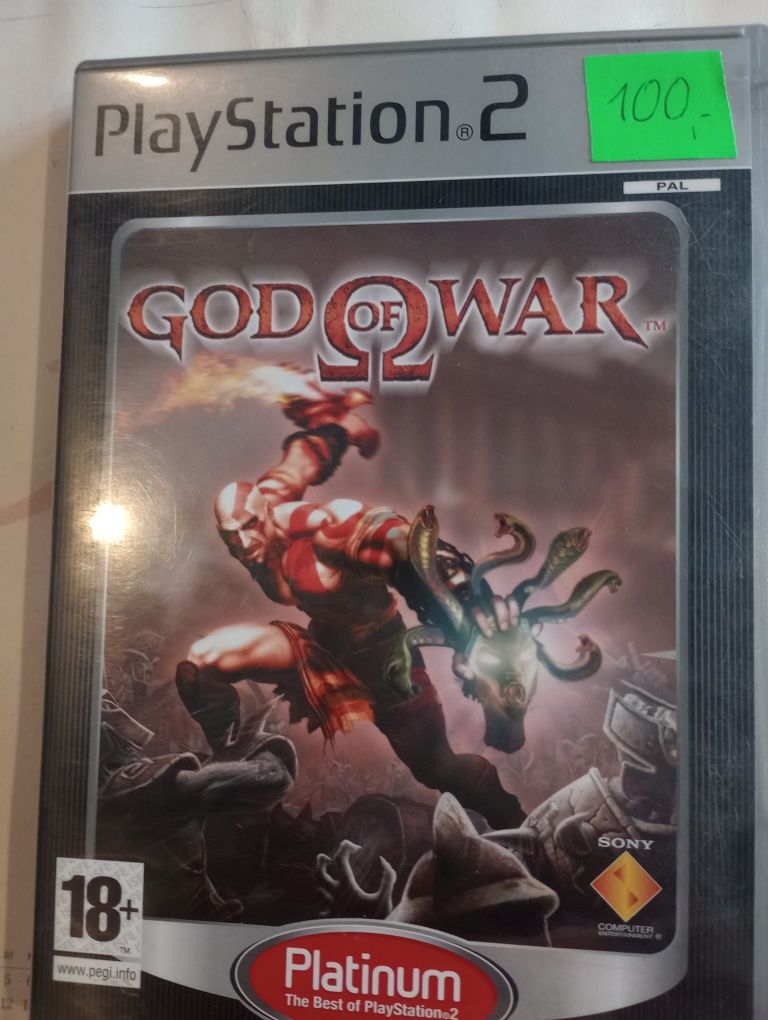 PlayStation®2
100,-
PAL
GOD OF WAR™
SONY
COMPUTER
ENTERTAINMENT®
18+
™
www.pegi.info
Platinum
The Best of PlayStation®2